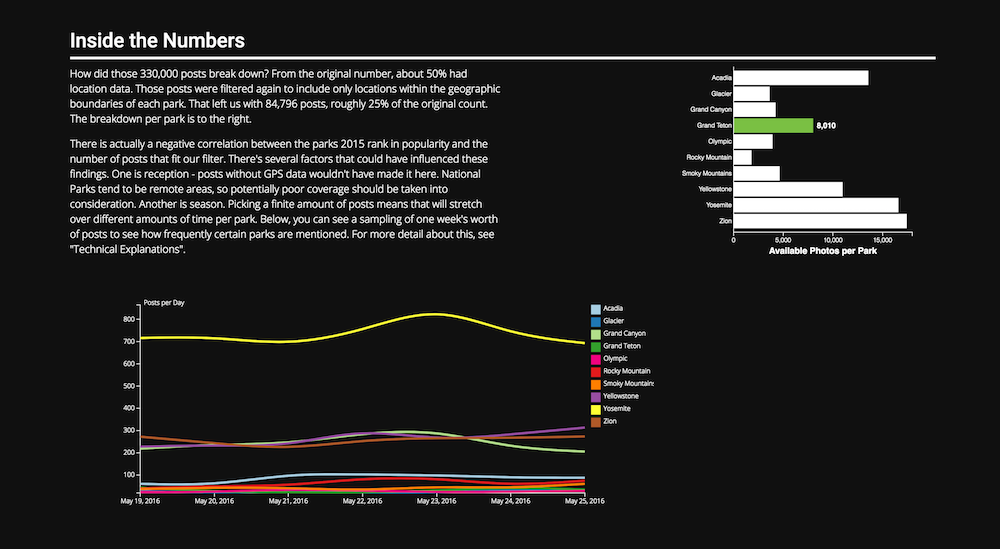 Inside the Numbers
How did those 330,000 posts break down? From the original number, about 50% had
location data. Those posts were filtered again to include only locations within the geographic
boundaries of each park. That left us with 84,796 posts, roughly 25% of the original count.
The breakdown per park is to the right.
There is actually a negative correlation between the parks 2015 rank in popularity and the
number of posts that fit our filter. There's several factors that could have influenced these
findings. One is reception - posts without GPS data wouldn't have made it here. National
Parks tend to be remote areas, so potentially poor coverage should be taken into
consideration. Another is season. Picking a finite amount of posts means that will stretch
over different amounts of time per park. Below, you can see a sampling of one week's worth
of posts to see how frequently certain parks are mentioned. For more detail about this, see
"Technical Explanations".
Acadia
Glacier
Grand Canyon
Grand Teton 8,010
Olympic
Rocky Mountain
Smoky Mountains
Yellowstone
Yosemite
Zion
0 5,000 10,000 15,000
Available Photos per Park
Posts per Day
800
700
600
500
400
300
200
100
May 19, 2016 May 20, 2016 May 21, 2016 May 22, 2016 May 23, 2016 May 24, 2016 May 25, 2016
Acadia
Glacier
Grand Canyon
Grand Teton
Olympic
Rocky Mountain
Smoky Mountains
Yellowstone
Yosemite
Zion